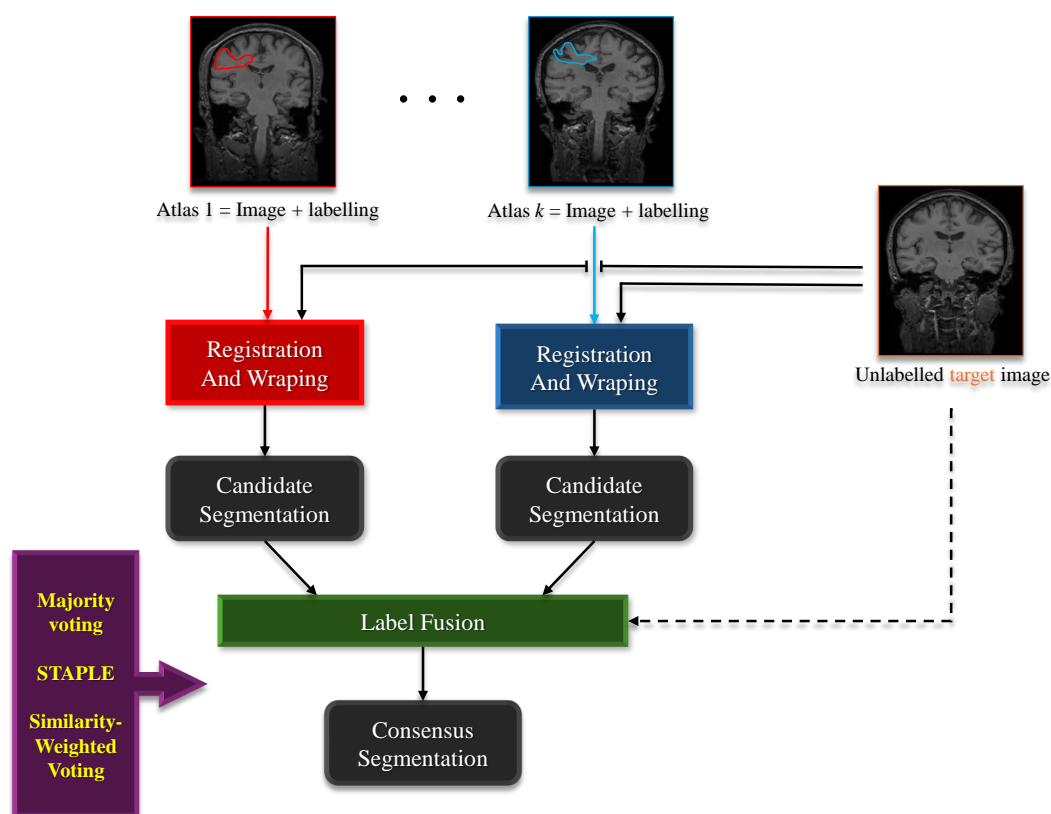 Atlas 1 = Image + labelling
Atlas k = Image + labelling
Registration
And Wraping
Registration
And Wraping
Unlabelled target image
Candidate
Segmentation
Candidate
Segmentation
Majority
voting
STAPLE
Similarity-
Weighted
Voting
Label Fusion
Consensus
Segmentation